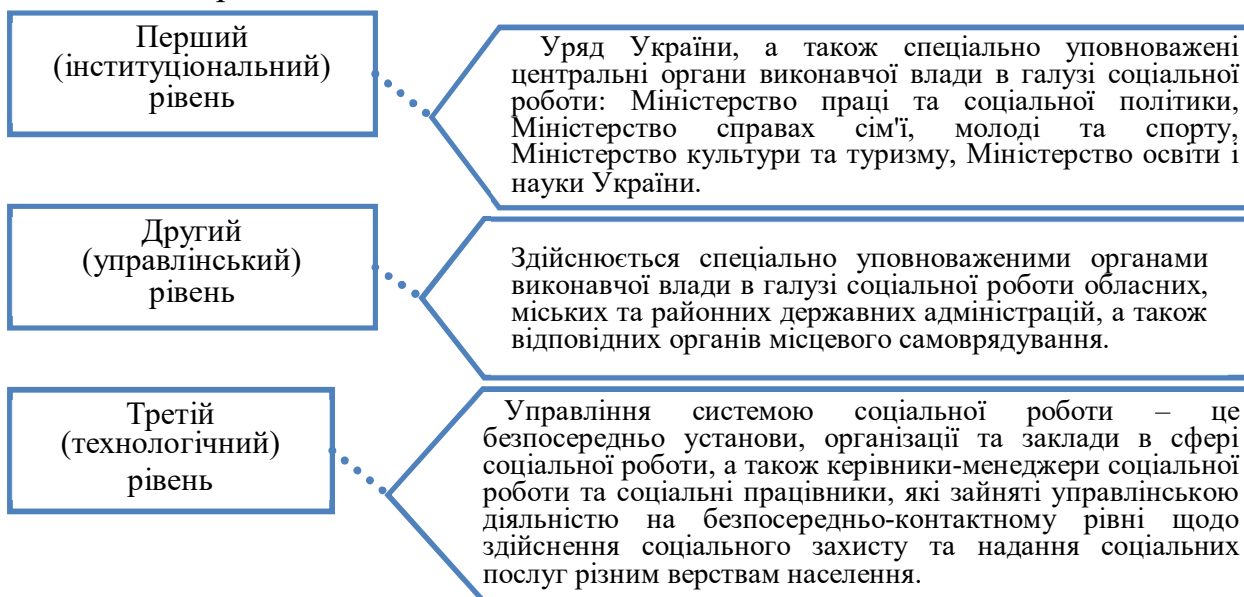 Перший
(інституціональний)
рівень
Уряд України, а також спеціально уповноважені
центральні органи виконавчої влади в галузі соціальної
роботи: Міністерство праці та соціальної політики,
Міністерство справах сім'ї, молоді та спорту,
Міністерство культури та туризму, Міністерство освіти і
науки України.
Другий
(управлінський)
рівень
Здійснюється спеціально уповноваженими органами
виконавчої влади в галузі соціальної роботи обласних,
міських та районних державних адміністрацій, а також
відповідних органів місцевого самоврядування.
Третій
(технологічний)
рівень
Управління системою соціальної роботи – це
безпосередньо установи, організації та заклади в сфері
соціальної роботи, а також керівники-менеджери соціальної
роботи та соціальні працівники, які зайняті управлінською
діяльністю на безпосередньо-контактному рівні щодо
здійснення соціального захисту та надання соціальних
послуг різним верствам населення.